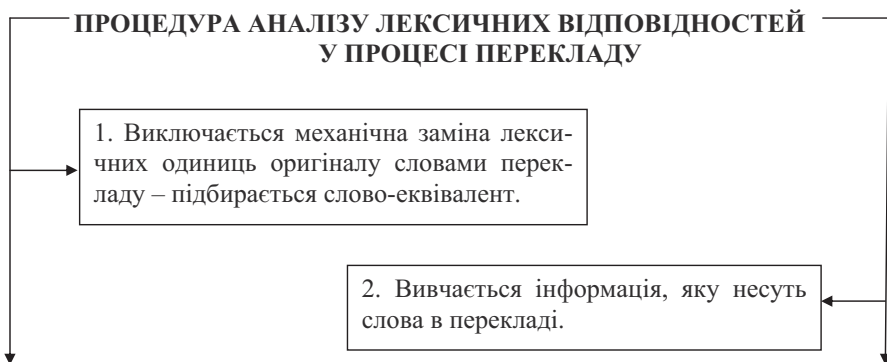 ПРОЦЕДУРА АНАЛІЗУ ЛЕКСИЧНИХ ВІДПОВІДНОСТЕЙ
У ПРОЦЕСІ ПЕРЕКЛАДУ
1. Виключається механічна заміна лекси-
чних одиниць оригіналу словами перек-
ладу – підбирається слово-еквівалент.
2. Вивчається інформація, яку несуть
слова в перекладі.